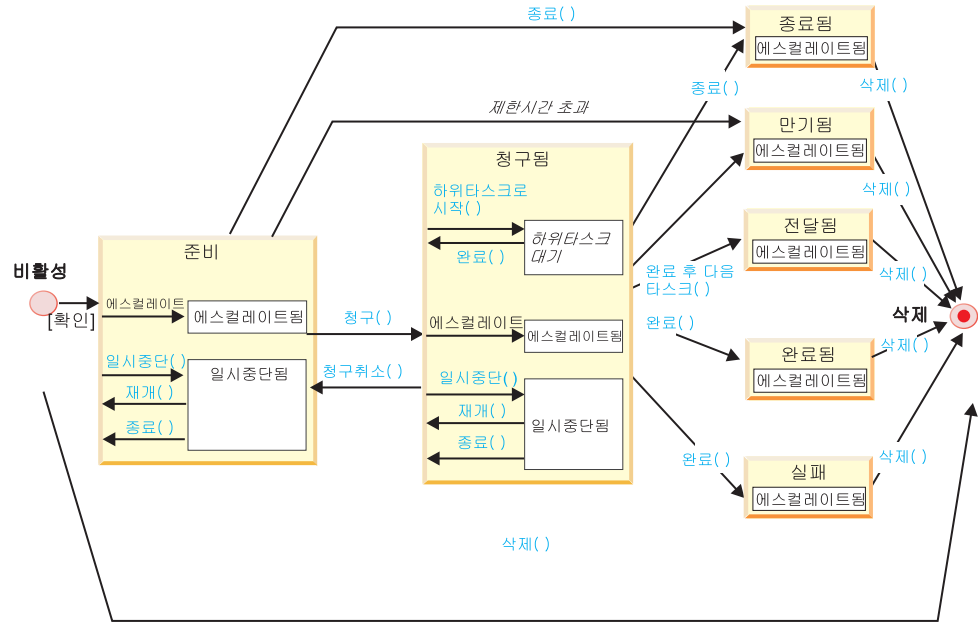 종료( )
종료됨
에스컬레이트됨
종료( )
삭제( )
제한시간 초과
만기됨
에스컬레이트됨
청구됨
하위타스크로
시작( )
하위타스크
대기
완료( )
삭제( )
전달됨
에스컬레이트됨
준비
비활성
[확인]
에스컬레이트
에스컬레이트됨
청구( )
에스컬레이트
에스컬레이트됨
완료 후 다음
타스크( )
삭제( )
삭제
완료( )
완료됨
에스컬레이트됨
삭제( )
일시중단( )
일시중단됨
재개( )
종료( )
청구취소( )
일시중단( )
재개( )
일시중단됨
종료( )
완료( )
실패
에스컬레이트됨
삭제( )
삭제( )